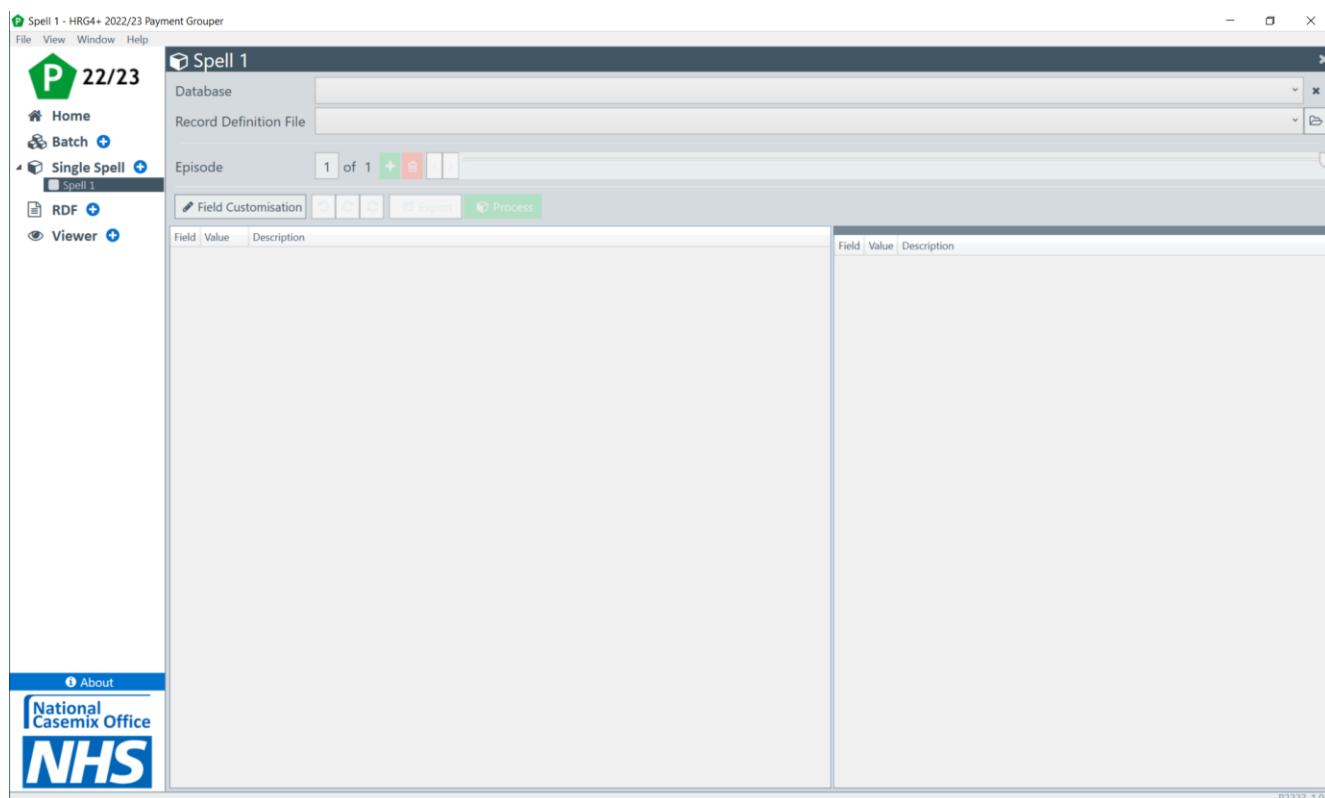 Spell 1 - HRG4+ 2022/23 Payment Grouper
File View Window Help
P 22/23
Home
Batch
Single Spell
Spell 1
RDF
Viewer
Spell 1
Database
Record Definition File
Episode 1 of 1
Field Customisation Export Process
Field Value Description
Field Value Description
About
National
Casemix Office
NHS